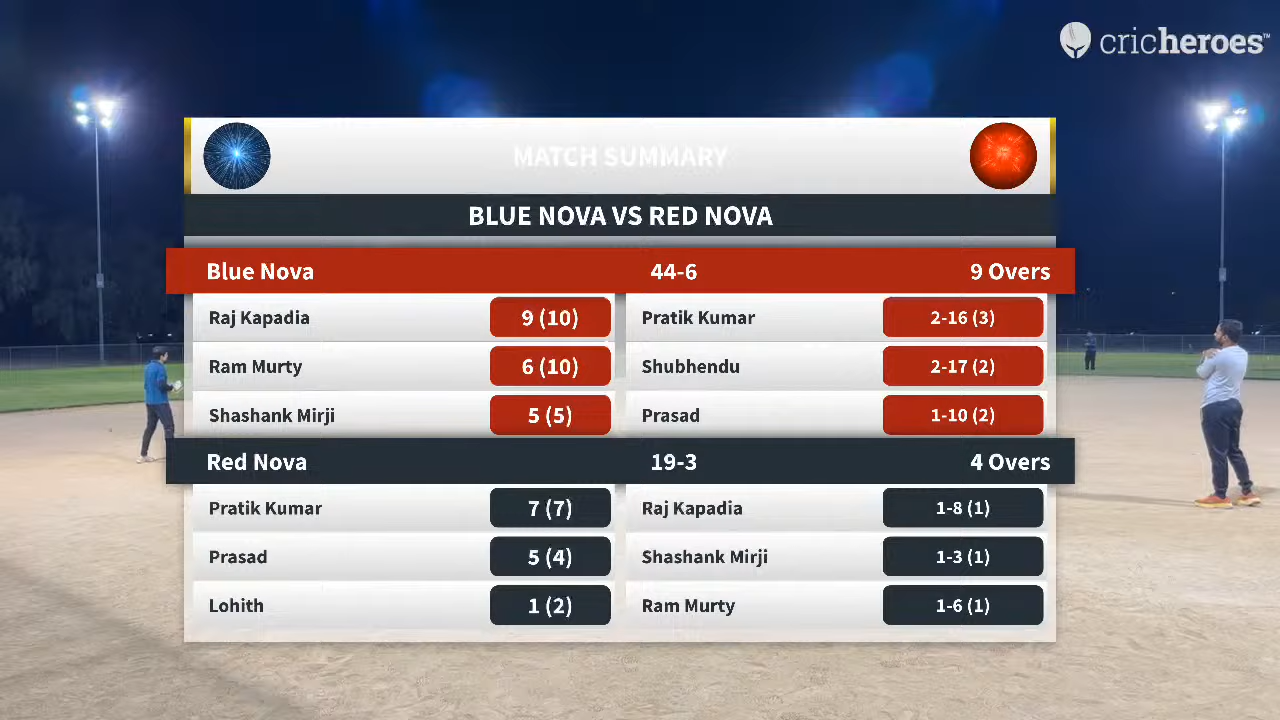 cricheroes™
MATCH SUMMARY
BLUE NOVA VS RED NOVA
Blue Nova 44-6 9 Overs
Raj Kapadia 9 (10) Pratik Kumar 2-16 (3)
Ram Murty 6 (10) Shubhendu 2-17 (2)
Shashank Mirji 5 (5) Prasad 1-10 (2)
Red Nova 19-3 4 Overs
Pratik Kumar 7 (7) Raj Kapadia 1-8 (1)
Prasad 5 (4) Shashank Mirji 1-3 (1)
Lohith 1 (2) Ram Murty 1-6 (1)